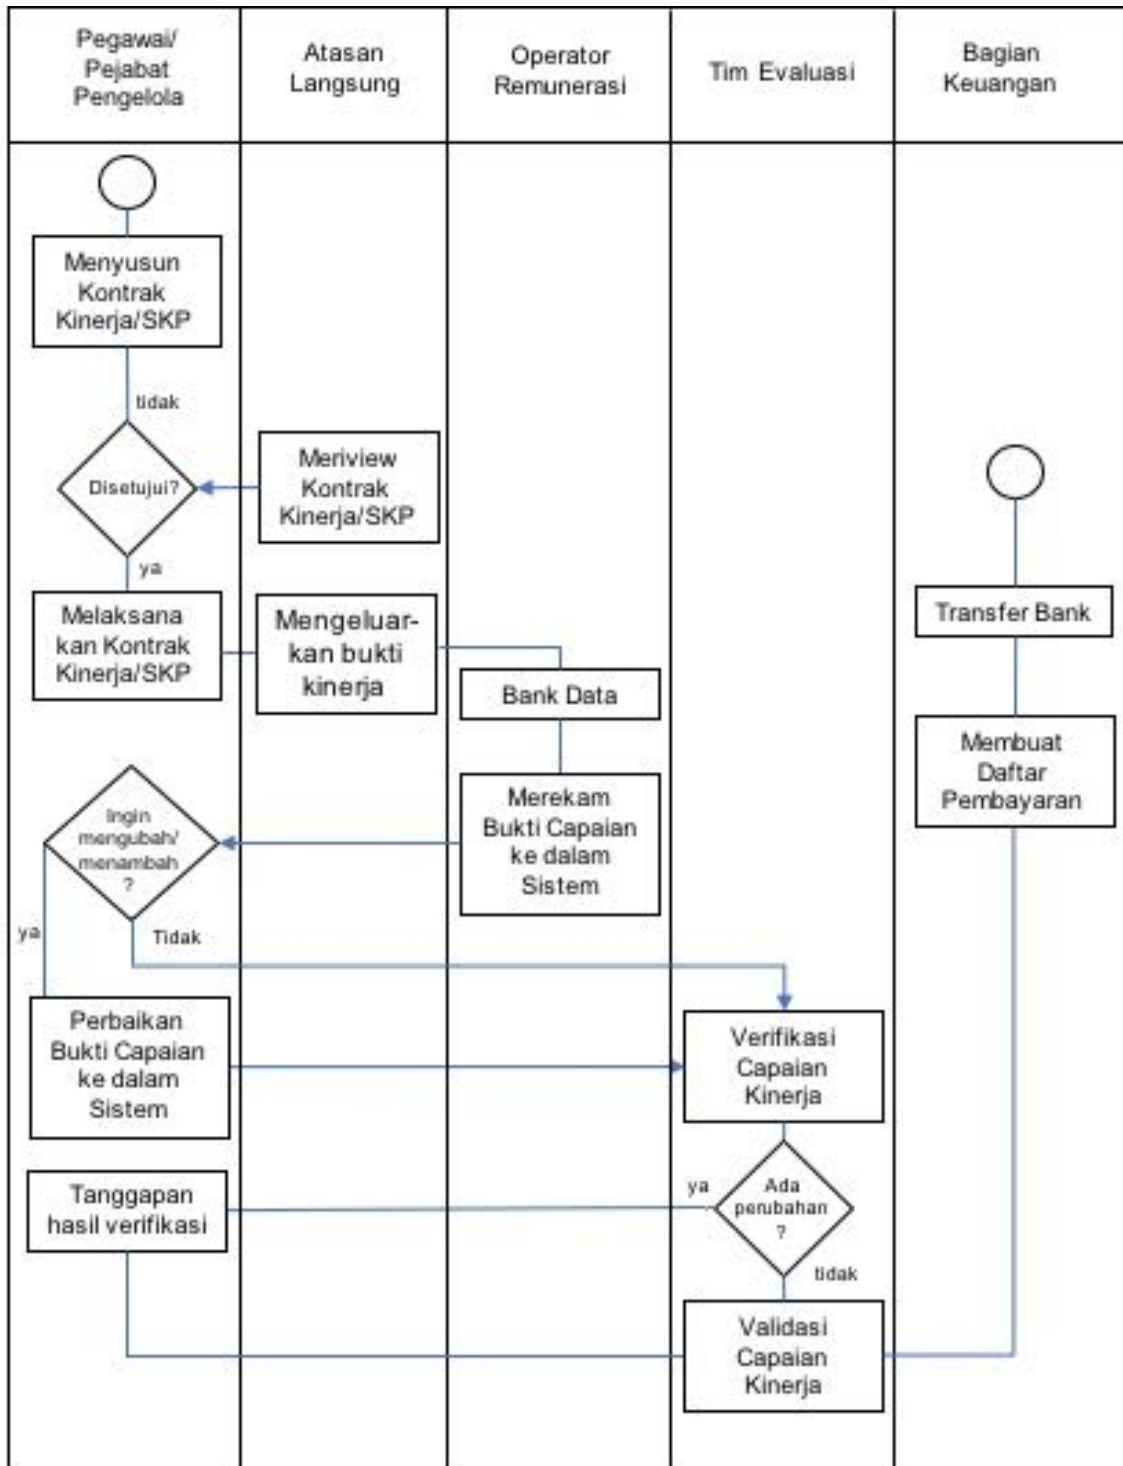 Pegawai/
Pejabat
Pengelola
Atasan
Langsung
Operator
Remunerasi
Tim Evaluasi
Bagian
Keuangan
Menyusun
Kontrak
Kinerja/SKP
tidak
Disetujui?
Meriview
Kontrak
Kinerja/SKP
ya
Melaksana
kan Kontrak
Kinerja/SKP
Mengeluar-
kan bukti
kinerja
Bank Data
Transfer Bank
Membuat
Daftar
Pembayaran
Merekam
Bukti Capaian
ke dalam
Sistem
Ingin
mengubah/
menambah
?
ya
Tidak
Perbaikan
Bukti Capaian
ke dalam
Sistem
Verifikasi
Capaian
Kinerja
Ada
perubahan
?
ya
Tanggapan
hasil verifikasi
tidak
Validasi
Capaian
Kinerja